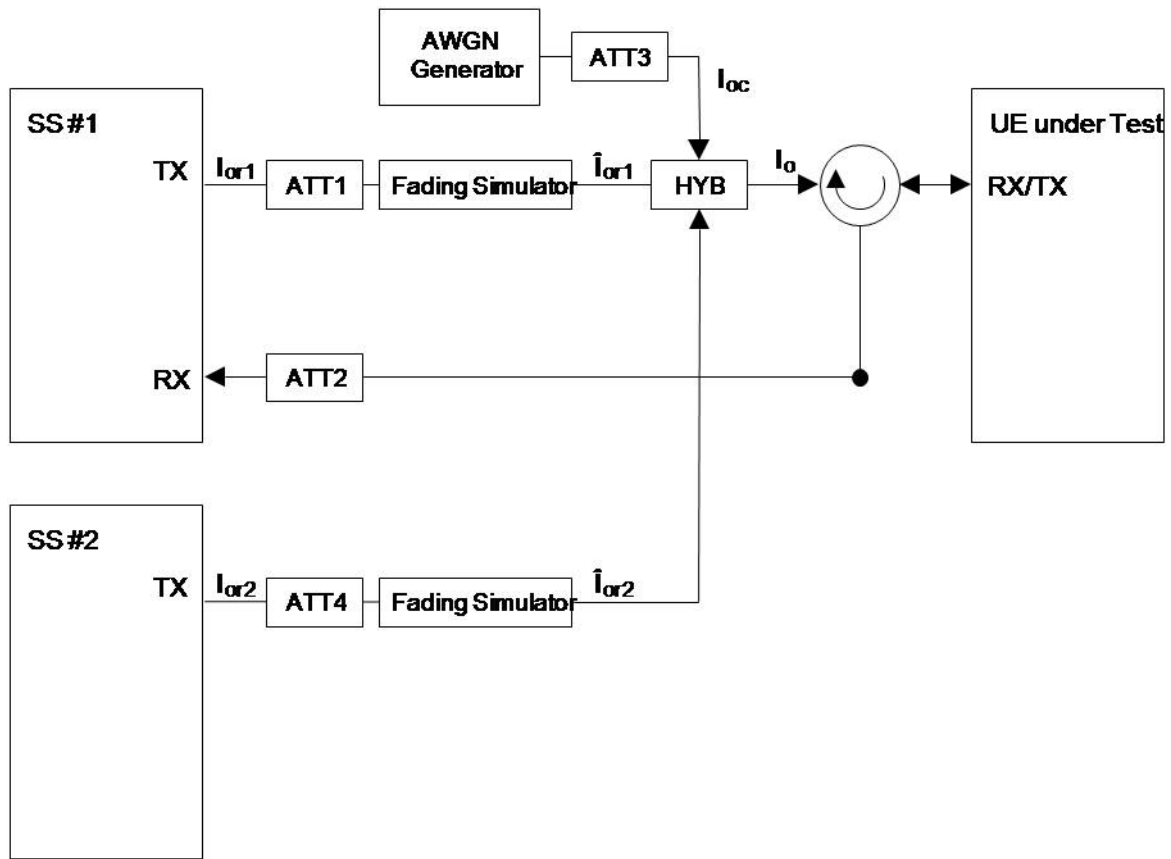 AWGN
Generator
ATT3
Ioc
SS #1
UE under Test
TX
Ior1
ATT1
Fading Simulator
Îor1
HYB
Io
RX/TX
RX
ATT2
SS #2
TX
Ior2
ATT4
Fading Simulator
Îor2